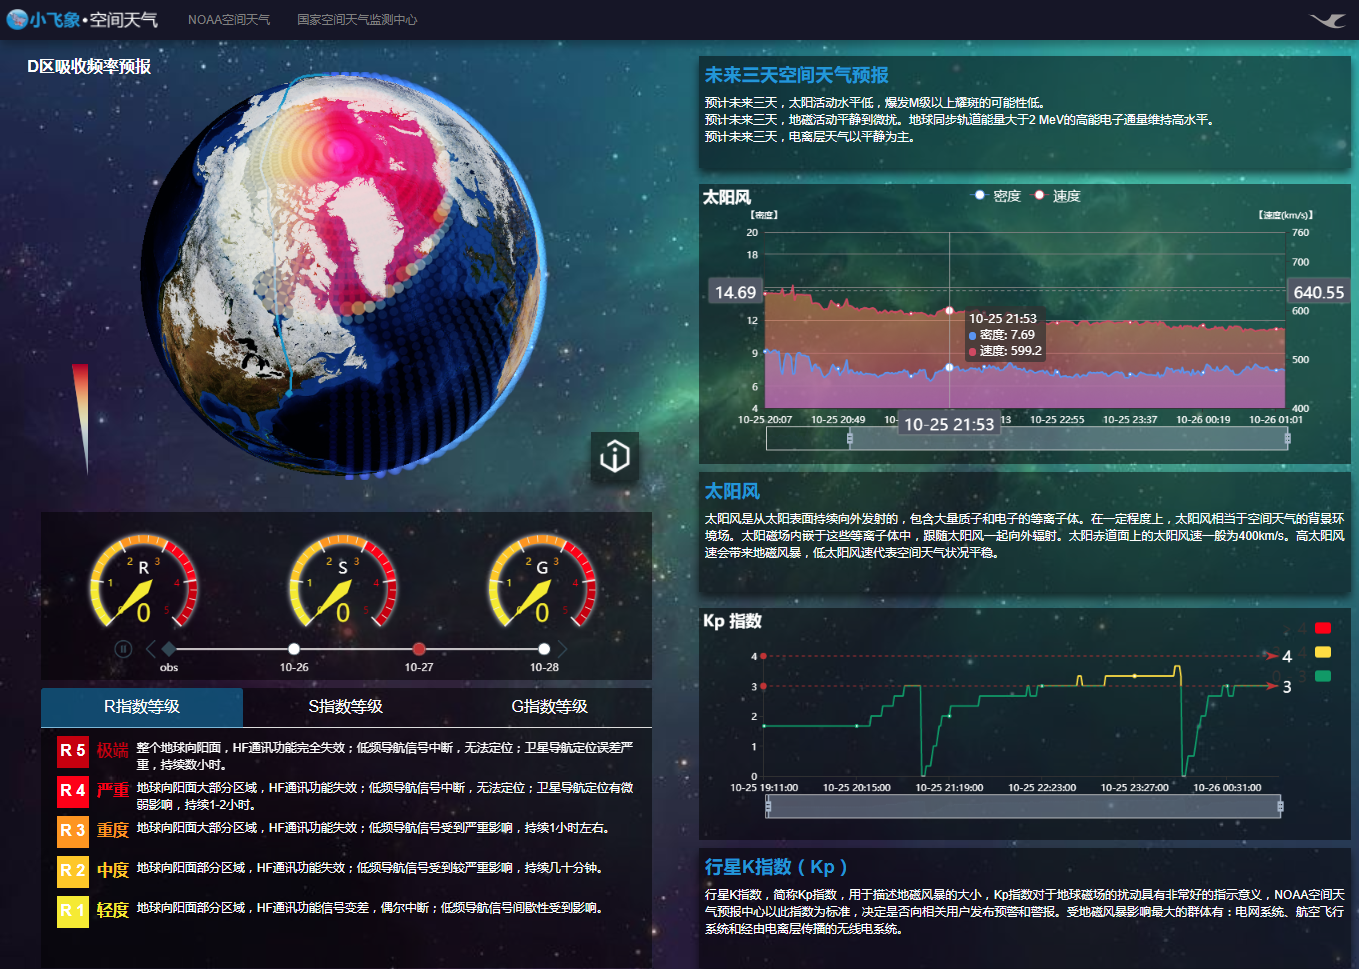 小飞象•空间天气
NOAA空间天气
国家空间天气监测中心
D区吸收频率预报
R
2 3
1 4
0 5
0
S
2 3
1 4
0 5
0
G
2 3
1 4
0 5
0
obs
10-26
10-27
10-28
R指数等级
S指数等级
G指数等级
R 5 极端 整个地球向阳面，HF通讯功能完全失效；低频导航信号中断，无法定位；卫星导航定位误差严
重，持续数小时。
R 4 严重 地球向阳面大部分区域，HF通讯功能失效；低频导航信号中断，无法定位；卫星导航定位有微
弱影响，持续1-2小时。
R 3 重度 地球向阳面大部分区域，HF通讯功能失效；低频导航信号受到严重影响，持续1小时左右。
R 2 中度 地球向阳面部分区域，HF通讯功能失效；低频导航信号受到较严重影响，持续几十分钟。
R 1 轻度 地球向阳面部分区域，HF通讯功能信号变差，偶尔中断；低频导航信号间歇性受到影响。
未来三天空间天气预报
预计未来三天，太阳活动水平低，爆发M级以上耀斑的可能性低。
预计未来三天，地磁活动平静到微扰。地球同步轨道能量大于2 MeV的高能电子通量维持高水平。
预计未来三天，电离层天气以平静为主。
太阳风
密度
速度
【密度】
【速度(km/s)】
20
18
14.69
12
9
6
4
760
700
640.55
600
500
400
10-25 21:53
密度: 7.69
速度: 599.2
10-25 20:07
10-25 20:49
10-
10-25 21:53
13
10-25 22:55
10-25 23:37
10-26 00:19
10-26 01:01
太阳风
太阳风是从太阳表面持续向外发射的，包含大量质子和电子的等离子体。在一定程度上，太阳风相当于空间天气的背景环
境场。太阳磁场内嵌于这些等离子体中，跟随太阳风一起向外辐射。太阳赤道面上的太阳风速一般为400km/s。高太阳风
速会带来地磁风暴，低太阳风速代表空间天气状况平稳。
Kp 指数
4
3
2
1
0
4
3
10-25 19:11:00
10-25 20:15:00
10-25 21:19:00
10-25 22:23:00
10-25 23:27:00
10-26 00:31:00
行星K指数（Kp）
行星K指数，简称Kp指数，用于描述地磁风暴的大小，Kp指数对于地球磁场的扰动具有非常好的指示意义，NOAA空间天
气预报中心以此指数为标准，决定是否向相关用户发布预警和警报。受地磁风暴影响最大的群体有：电网系统、航空飞行
系统和经由电离层传播的无线电系统。